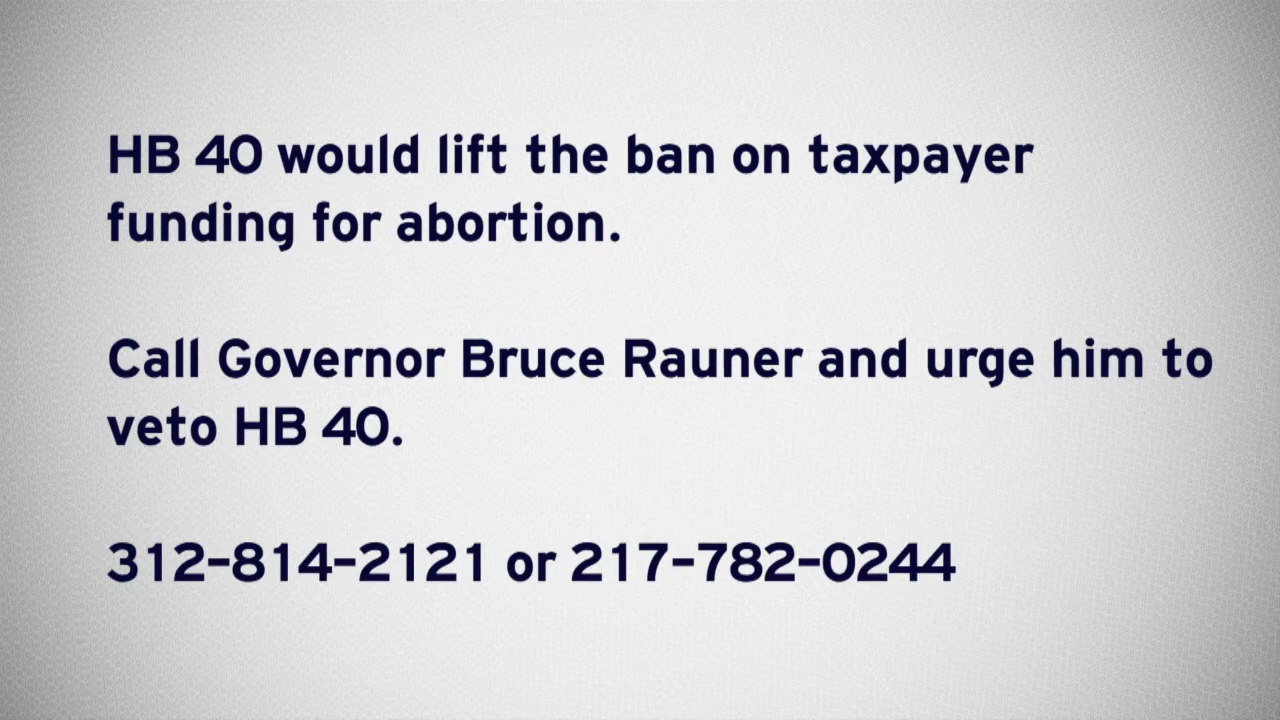 HB 40 would lift the ban on taxpayer
funding for abortion.
Call Governor Bruce Rauner and urge him to
veto HB 40.
312-814-2121 or 217-782-0244